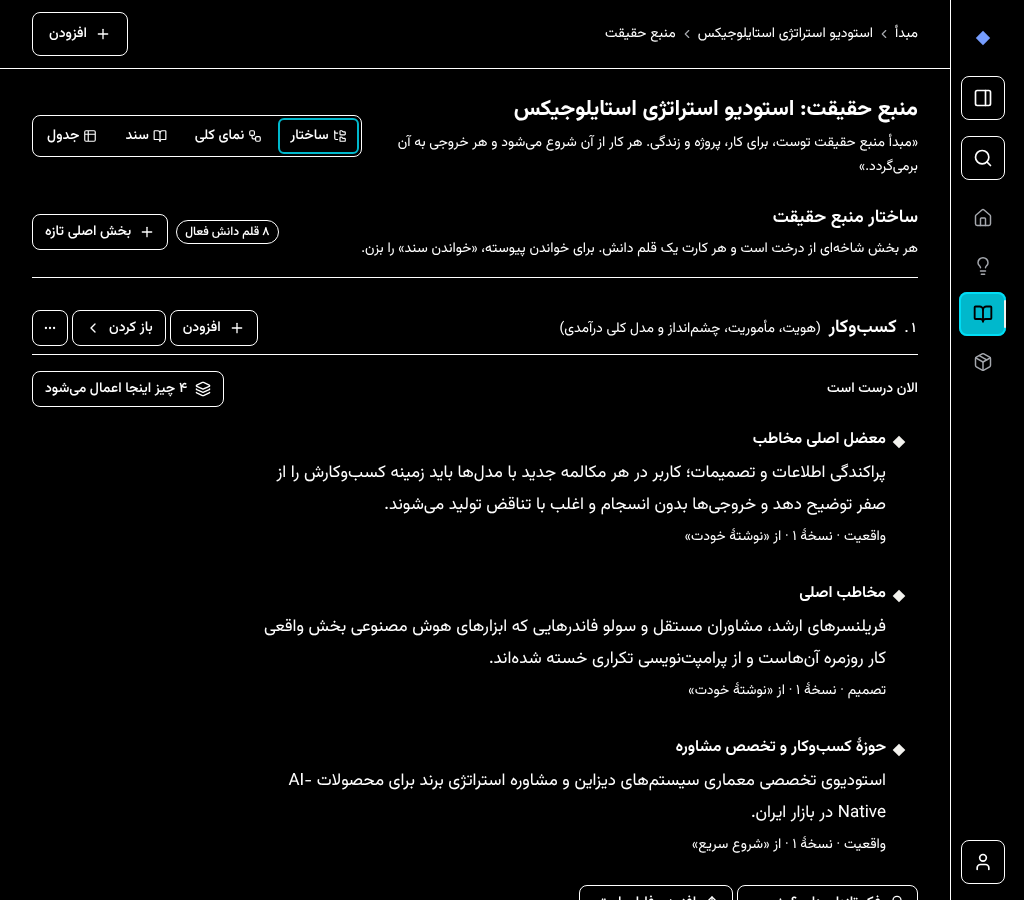 مبدأ › استودیو استراتژی استایلوجیکس › منبع حقیقت
افزودن
منبع حقیقت: استودیو استراتژی استایلوجیکس
«مبدأ منبع حقیقت توست، برای کار، پروژه و زندگی. هر کار از آن شروع می‌شود و هر خروجی به آن
برمی‌گردد.»
ساختار
نمای کلی
سند
جدول
ساختار منبع حقیقت
هر بخش شاخه‌ای از درخت است و هر کارت یک قلم دانش. برای خواندن پیوسته، «خواندن سند» را بزن.
۸ قلم دانش فعال
بخش اصلی تازه
۱. کسب‌وکار (هویت، مأموریت، چشم‌انداز و مدل کلی درآمدی)
افزودن
باز کردن
الان درست است
۴ چیز اینجا اعمال می‌شود
معضل اصلی مخاطب
پراکندگی اطلاعات و تصمیمات؛ کاربر در هر مکالمه جدید با مدل‌ها باید زمینه کسب‌وکارش را از
صفر توضیح دهد و خروجی‌ها بدون انسجام و اغلب با تناقض تولید می‌شوند.
واقعیت · نسخهٔ ۱ · از «نوشتهٔ خودت»
مخاطب اصلی
فریلنسرهای ارشد، مشاوران مستقل و سولو فاندرهایی که ابزارهای هوش مصنوعی بخش واقعی
کار روزمره آن‌هاست و از پرامپت‌نویسی تکراری خسته شده‌اند.
تصمیم · نسخهٔ ۱ · از «نوشتهٔ خودت»
حوزهٔ کسب‌وکار و تخصص مشاوره
استودیوی تخصصی معماری سیستم‌های دیزاین و مشاوره استراتژی برند برای محصولات AI-
Native در بازار ایران.
واقعیت · نسخهٔ ۱ · از «شروع سریع»